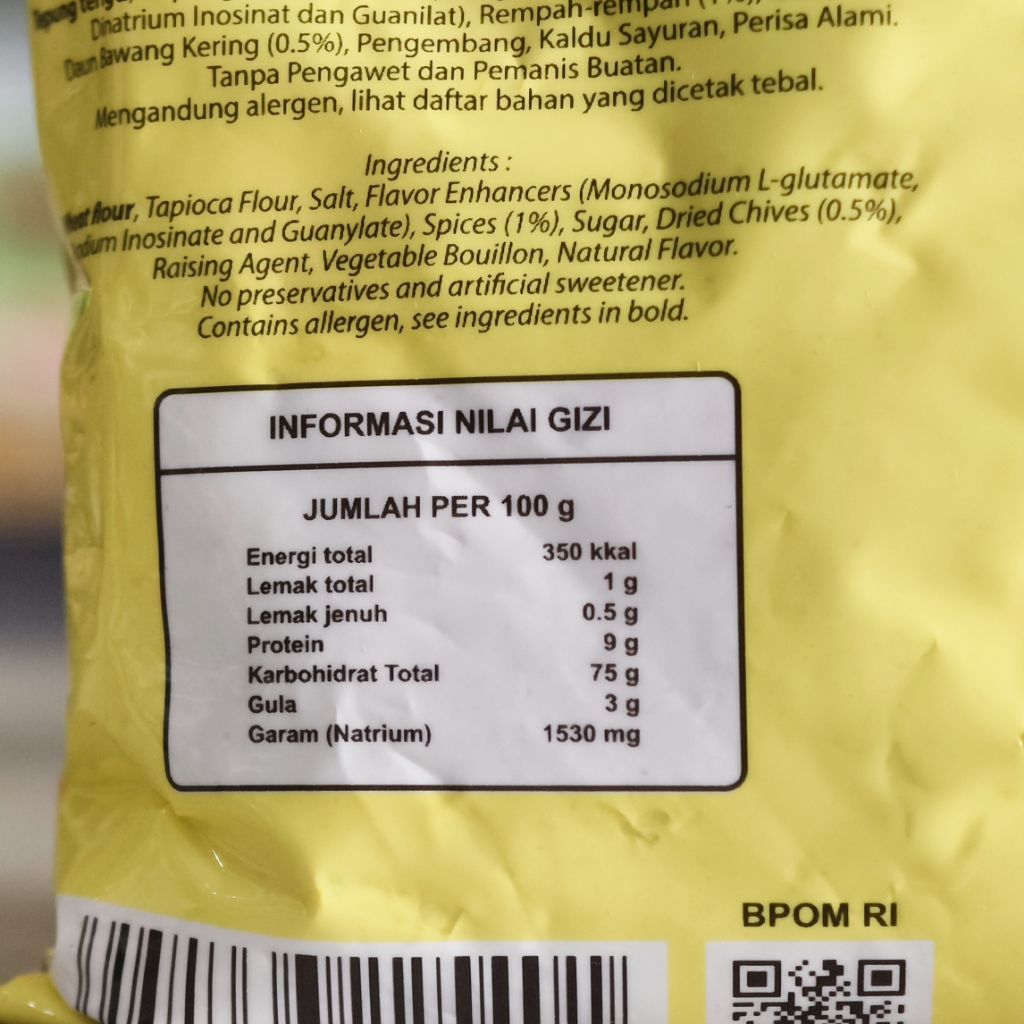 Dinatrium Inosinat dan Guanilat), Rempah-rempah
Daun Bawang Kering (0.5%), Pengembang, Kaldu Sayuran, Perisa Alami.
Tanpa Pengawet dan Pemanis Buatan.
Mengandung alergen, lihat daftar bahan yang dicetak tebal.
Ingredients :
flour, Tapioca Flour, Salt, Flavor Enhancers (Monosodium L-glutamate,
Inosinate and Guanylate), Spices (1%), Sugar, Dried Chives (0.5%),
Raising Agent, Vegetable Bouillon, Natural Flavor.
No preservatives and artificial sweetener.
Contains allergen, see ingredients in bold.
INFORMASI NILAI GIZI
JUMLAH PER 100 g
Energi total 350 kkal
Lemak total 1 g
Lemak jenuh 0.5 g
Protein 9 g
Karbohidrat Total 75 g
Gula 3 g
Garam (Natrium) 1530 mg
BPOM RI